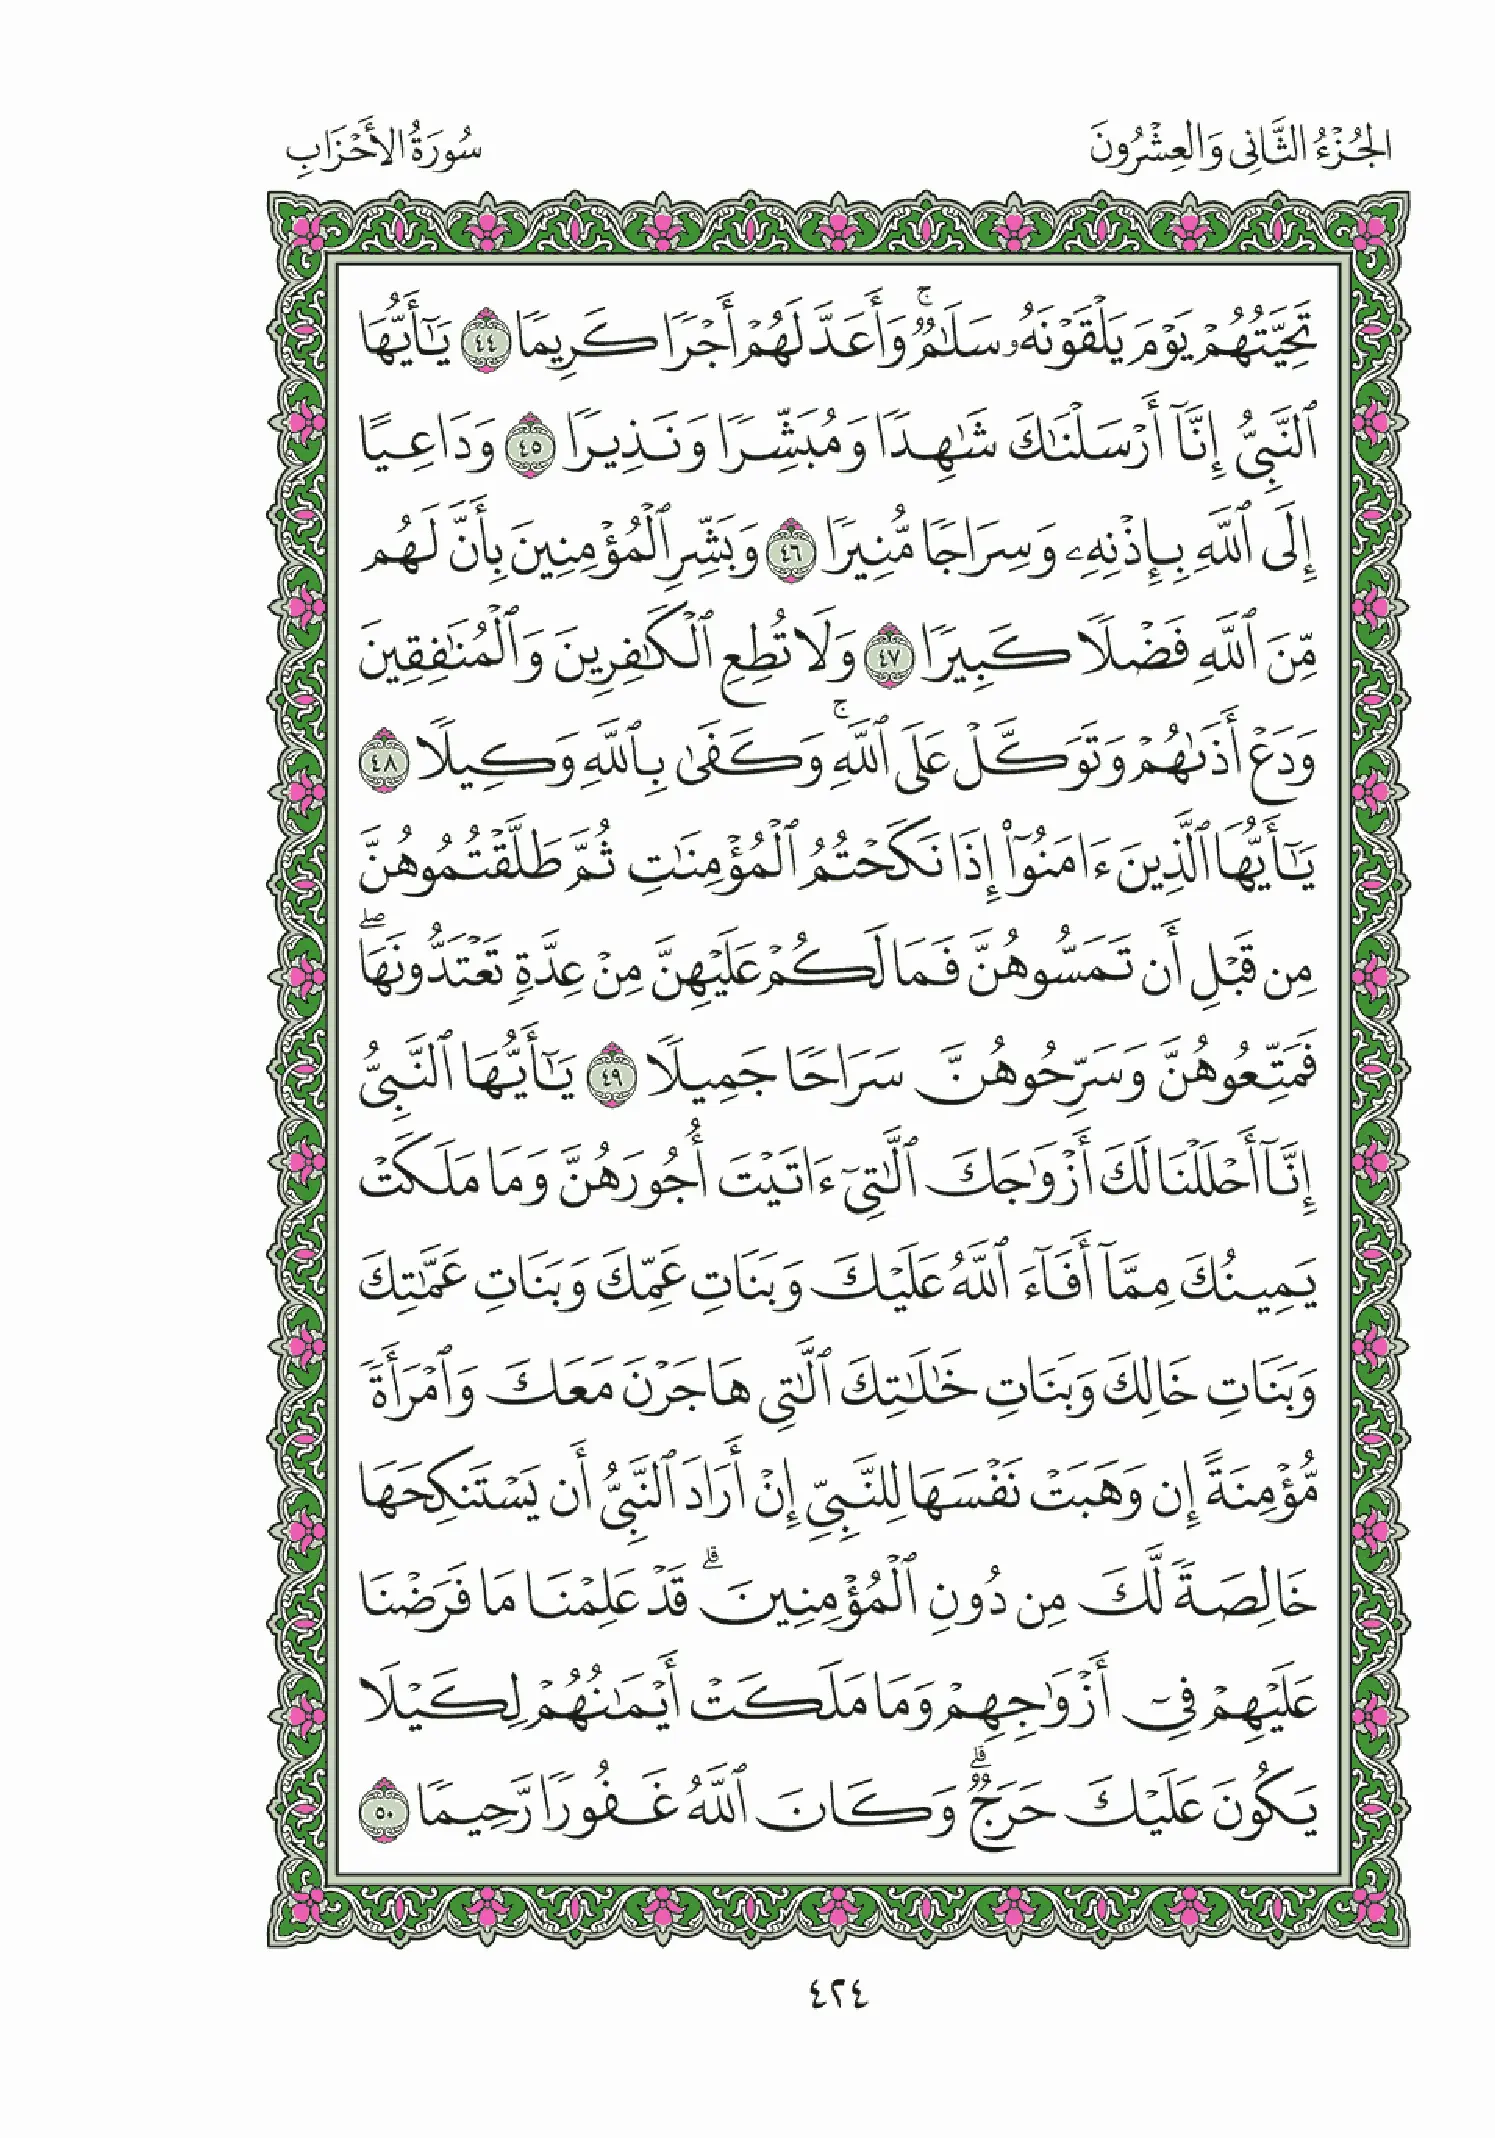 الجُزْءُ الثَّانِي وَالعِشْرُونَ
سُورَةُ الأَحْزَابِ
تَحِيَّتُهُمْ يَوْمَ يَلْقَوْنَهُۥ سَلَٰمٌۚ وَأَعَدَّ لَهُمْ أَجْرًا كَرِيمًا ٤٤ يَٰٓأَيُّهَا
ٱلنَّبِيُّ إِنَّآ أَرْسَلْنَٰكَ شَٰهِدًا وَمُبَشِّرًا وَنَذِيرًا ٤٥ وَدَاعِيًا
إِلَى ٱللَّهِ بِإِذْنِهِۦ وَسِرَاجًا مُّنِيرًا ٤٦ وَبَشِّرِ ٱلْمُؤْمِنِينَ بِأَنَّ لَهُم
مِّنَ ٱللَّهِ فَضْلًا كَبِيرًا ٤٧ وَلَا تُطِعِ ٱلْكَٰفِرِينَ وَٱلْمُنَٰفِقِينَ
وَدَعْ أَذَىٰهُمْ وَتَوَكَّلْ عَلَى ٱللَّهِۚ وَكَفَىٰ بِٱللَّهِ وَكِيلًا ٤٨
يَٰٓأَيُّهَا ٱلَّذِينَ ءَامَنُوٓا۟ إِذَا نَكَحْتُمُ ٱلْمُؤْمِنَٰتِ ثُمَّ طَلَّقْتُمُوهُنَّ
مِن قَبْلِ أَن تَمَسُّوهُنَّ فَمَا لَكُمْ عَلَيْهِنَّ مِنْ عِدَّةٍ تَعْتَدُّونَهَاۖ
فَمَتِّعُوهُنَّ وَسَرِّحُوهُنَّ سَرَاحًا جَمِيلًا ٤٩ يَٰٓأَيُّهَا ٱلنَّبِيُّ
إِنَّآ أَحْلَلْنَا لَكَ أَزْوَٰجَكَ ٱلَّٰتِىٓ ءَاتَيْتَ أُجُورَهُنَّ وَمَا مَلَكَتْ
يَمِينُكَ مِمَّآ أَفَآءَ ٱللَّهُ عَلَيْكَ وَبَنَاتِ عَمِّكَ وَبَنَاتِ عَمَّٰتِكَ
وَبَنَاتِ خَالِكَ وَبَنَاتِ خَٰلَٰتِكَ ٱلَّٰتِى هَاجَرْنَ مَعَكَ وَٱمْرَأَةً
مُّؤْمِنَةً إِن وَهَبَتْ نَفْسَهَا لِلنَّبِيِّ إِنْ أَرَادَ ٱلنَّبِيُّ أَن يَسْتَنكِحَهَا
خَالِصَةً لَّكَ مِن دُونِ ٱلْمُؤْمِنِينَۗ قَدْ عَلِمْنَا مَا فَرَضْنَا
عَلَيْهِمْ فِىٓ أَزْوَٰجِهِمْ وَمَا مَلَكَتْ أَيْمَٰنُهُمْ لِكَيْلَا
يَكُونَ عَلَيْكَ حَرَجٌۗ وَكَانَ ٱللَّهُ غَفُورًا رَّحِيمًا ٥٠
٤٢٤